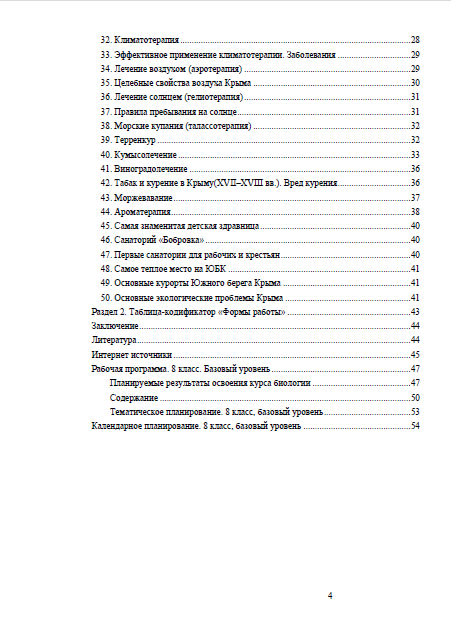 32. Климатотерапия 28
33. Эффективное применение климатотерапии. Заболевания 29
34. Лечение воздухом (аэротерапия) 29
35. Целебные свойства воздуха Крыма 30
36. Лечение солнцем (гелиотерапия) 31
37. Правила пребывания на солнце 31
38. Морские купания (талассотерапия) 32
39. Терренкур 32
40. Кумысолечение 33
41. Виноградолечение 36
42. Табак и курение в Крыму(XVII–XVIII вв.). Вред курения 36
43. Моржевавание 37
44. Ароматерапия 38
45. Самая знаменитая детская здравница 40
46. Санаторий «Бобровка» 40
47. Первые санатории для рабочих и крестьян 40
48. Самое теплое место на ЮБК 41
49. Основные курорты Южного берега Крыма 41
50. Основные экологические проблемы Крыма 41
Раздел 2. Таблица-кодификатор «Формы работы» 43
Заключение 44
Литература 44
Интернет источники 45
Рабочая программа. 8 класс. Базовый уровень 47
Планируемые результаты освоения курса биологии 47
Содержание 50
Тематическое планирование. 8 класс, базовый уровень 53
Календарное планирование. 8 класс, базовый уровень 54
4